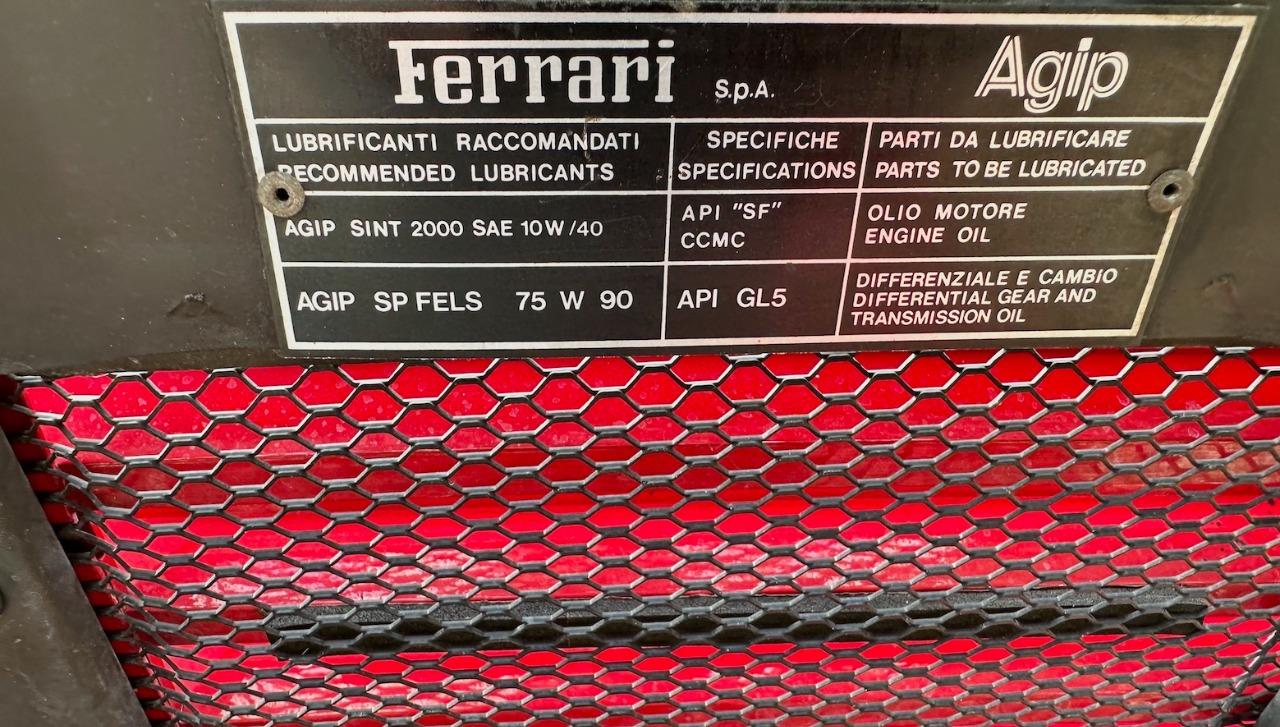 Ferrari S.p.A. Agip
LUBRIFICANTI RACCOMANDATI
RECOMMENDED LUBRICANTS
SPECIFICHE
SPECIFICATIONS
PARTI DA LUBRIFICARE
PARTS TO BE LUBRICATED
AGIP SINT 2000 SAE 10W/40
API "SF"
CCMC
OLIO MOTORE
ENGINE OIL
AGIP SP FELS 75 W 90
API GL5
DIFFERENZIALE E CAMBIO
DIFFERENTIAL GEAR AND
TRANSMISSION OIL